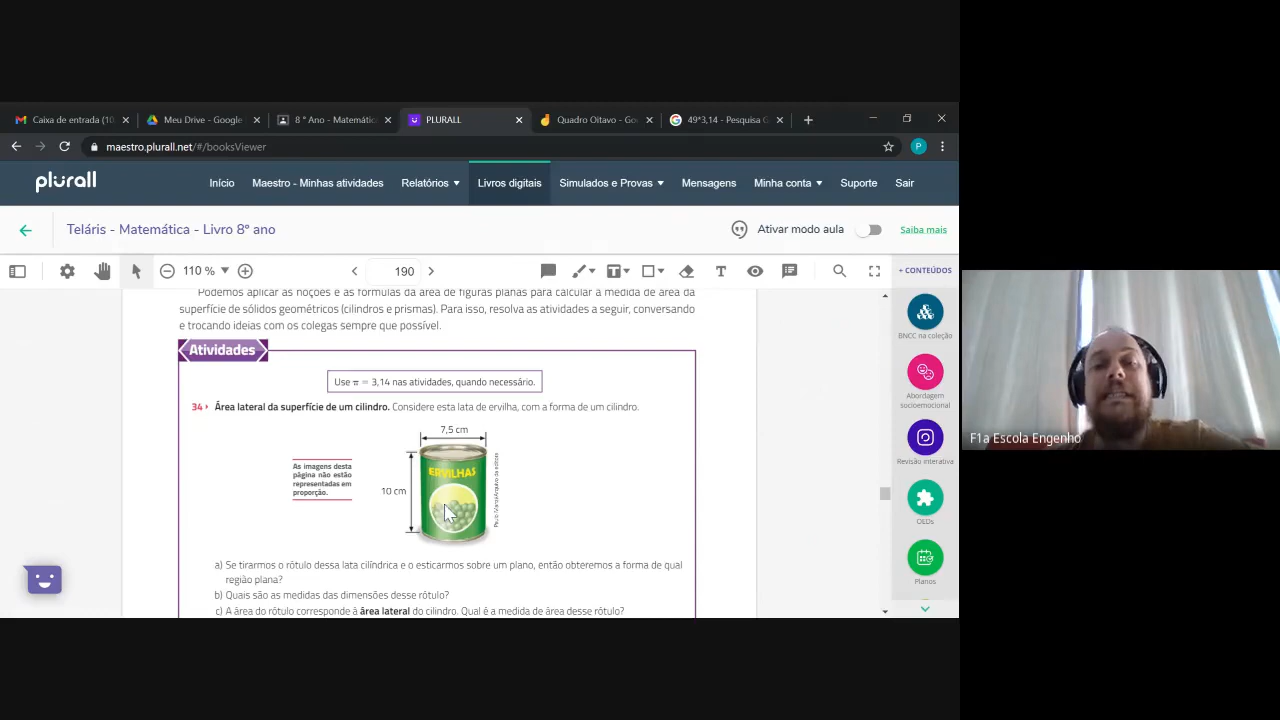 Caixa de entrada (10
Meu Drive - Google
8 º Ano - Matemátic
PLURALL
Quadro Oitavo - Go
49*3,14 - Pesquisa G
maestro.plurall.net/#/booksViewer
P
plurall
Início
Maestro - Minhas atividades
Relatórios
Livros digitais
Simulados e Provas
Mensagens
Minha conta
Suporte
Sair
Teláris - Matemática - Livro 8º ano
Ativar modo aula
Saiba mais
110 %
190
+ CONTEÚDOS
Podemos aplicar as noções e as fórmulas da área de figuras planas para calcular a medida de área da
superfície de sólidos geométricos (cilindros e prismas). Para isso, resolva as atividades a seguir, conversando
e trocando ideias com os colegas sempre que possível.
Atividades
Use π = 3,14 nas atividades, quando necessário.
34 Área lateral da superfície de um cilindro. Considere esta lata de ervilha, com a forma de um cilindro.
7,5 cm
As imagens desta
página não estão
representadas em
proporção.
10 cm
ERVILHAS
a) Se tirarmos o rótulo dessa lata cilíndrica e o esticarmos sobre um plano, então obteremos a forma de qual
região plana?
b) Quais são as medidas das dimensões desse rótulo?
c) A área do rótulo corresponde à área lateral do cilindro. Qual é a medida de área desse rótulo?
BNCC na coleção
Abordagem
socioemocional
Revisão interativa
OEDs
Planos
F1a Escola Engenho